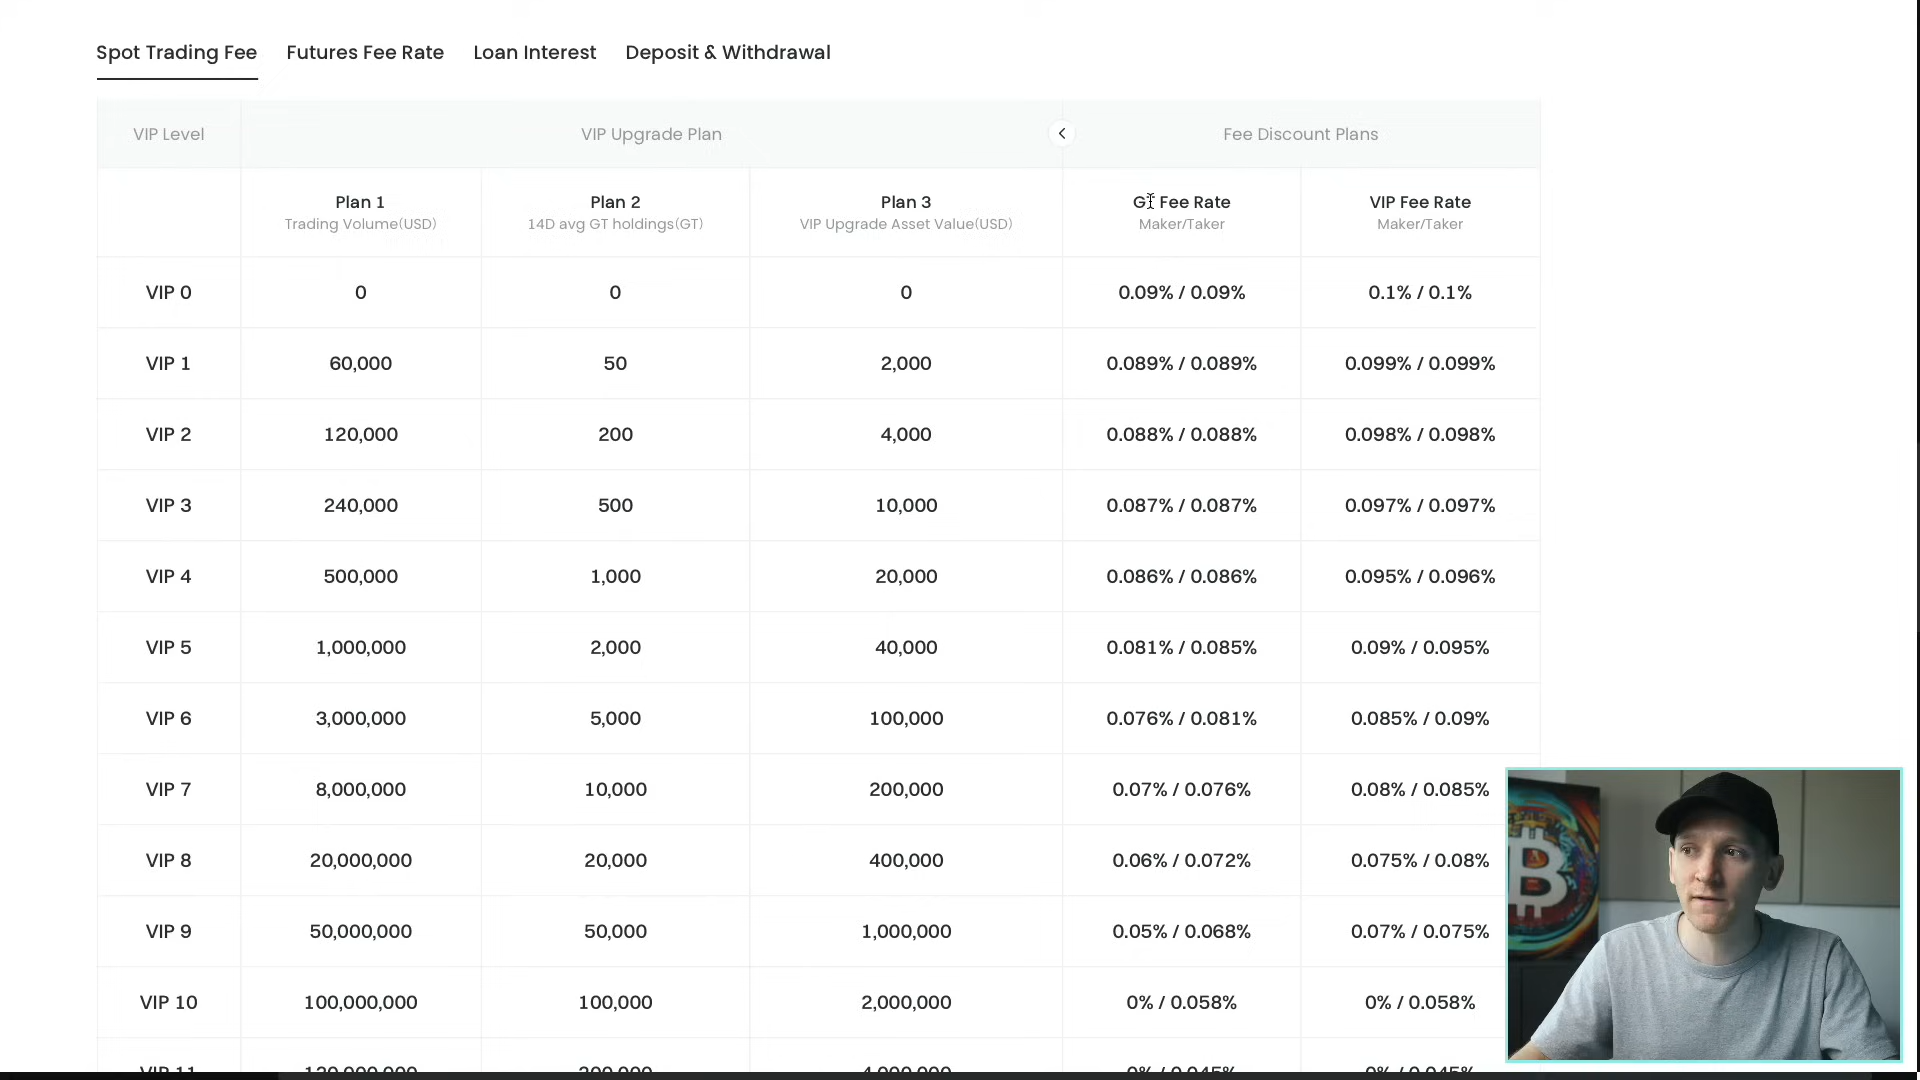 Spot Trading Fee Futures Fee Rate Loan Interest Deposit & Withdrawal
VIP Level VIP Upgrade Plan Fee Discount Plans
Plan 1 Plan 2 Plan 3 GT Fee Rate VIP Fee Rate
Trading Volume(USD) 14D avg GT holdings(GT) VIP Upgrade Asset Value(USD) Maker/Taker Maker/Taker
VIP 0 0 0 0 0.09% / 0.09% 0.1% / 0.1%
VIP 1 60,000 50 2,000 0.089% / 0.089% 0.099% / 0.099%
VIP 2 120,000 200 4,000 0.088% / 0.088% 0.098% / 0.098%
VIP 3 240,000 500 10,000 0.087% / 0.087% 0.097% / 0.097%
VIP 4 500,000 1,000 20,000 0.086% / 0.086% 0.095% / 0.096%
VIP 5 1,000,000 2,000 40,000 0.081% / 0.085% 0.09% / 0.095%
VIP 6 3,000,000 5,000 100,000 0.076% / 0.081% 0.085% / 0.09%
VIP 7 8,000,000 10,000 200,000 0.07% / 0.076% 0.08% / 0.085%
VIP 8 20,000,000 20,000 400,000 0.06% / 0.072% 0.075% / 0.08%
VIP 9 50,000,000 50,000 1,000,000 0.05% / 0.068% 0.07% / 0.075%
VIP 10 100,000,000 100,000 2,000,000 0% / 0.058% 0% / 0.058%
VIP 11